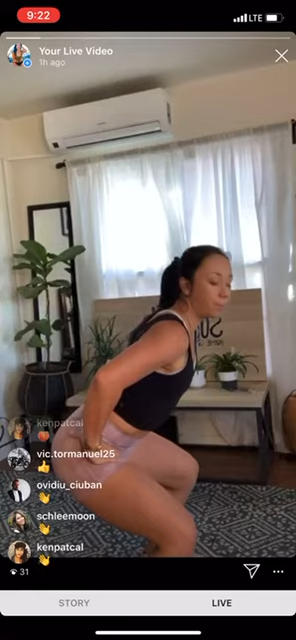 9:22
LTE
Your Live Video
1h ago
kenpatcal
vic.tormanuel25
ovidiu_ciuban
schleemoon
kenpatcal
31
STORY
LIVE